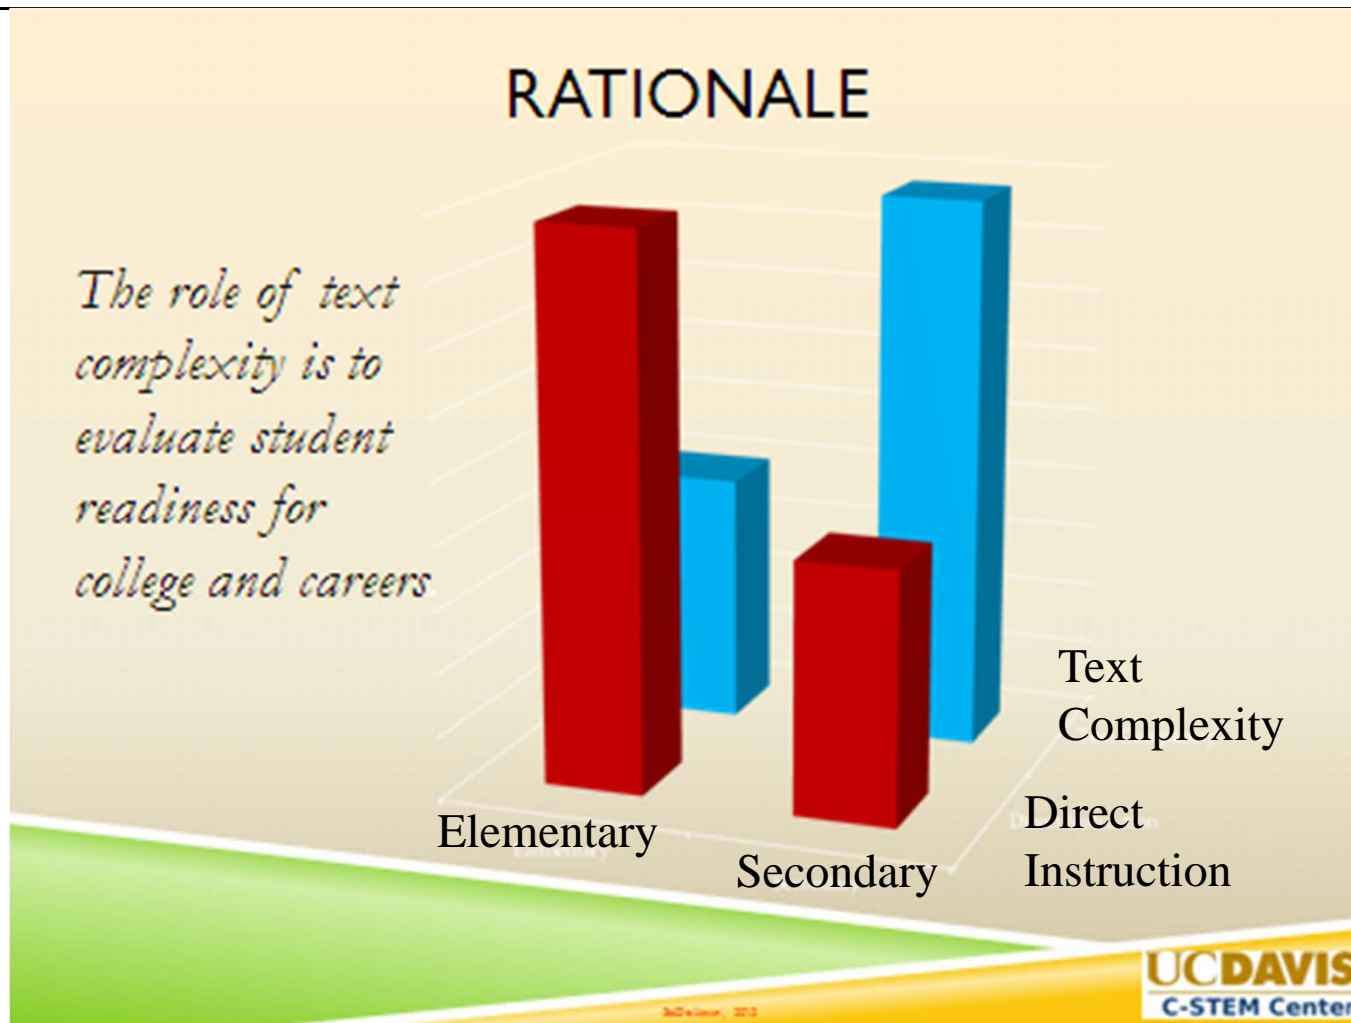 RATIONALE
The role of text
complexity is to
evaluate student
readiness for
college and careers
Text
Complexity
Direct
Instruction
Elementary
Secondary
UCDAVIS
C-STEM Center